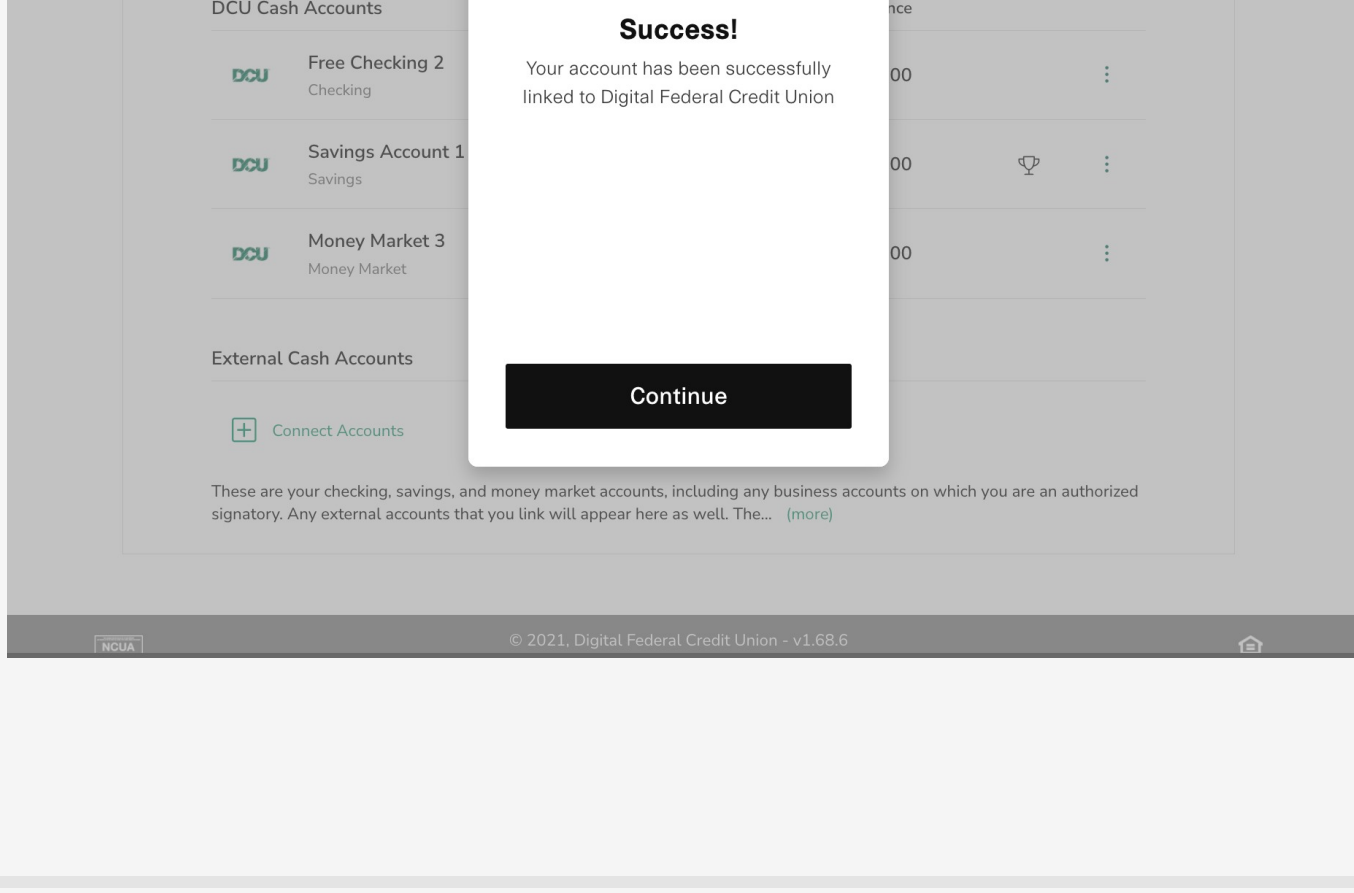 DCU Cash Accounts
Success!
Your account has been successfully
linked to Digital Federal Credit Union
DCU Free Checking 2 00
Checking
DCU Savings Account 1 00
Savings
DCU Money Market 3 00
Money Market
External Cash Accounts
Continue
Connect Accounts
These are your checking, savings, and money market accounts, including any business accounts on which you are an authorized
signatory. Any external accounts that you link will appear here as well. The... (more)
NCUA
© 2021, Digital Federal Credit Union - v1.68.6